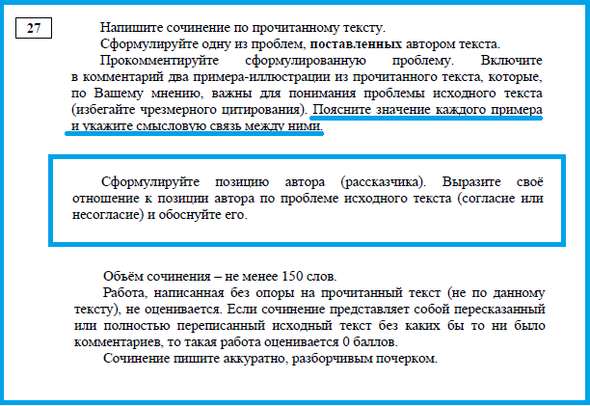 27
Напишите сочинение по прочитанному тексту.
Сформулируйте одну из проблем, поставленных автором текста.
Прокомментируйте сформулированную проблему. Включите
в комментарий два примера-иллюстрации из прочитанного текста, которые,
по Вашему мнению, важны для понимания проблемы исходного текста
(избегайте чрезмерного цитирования). Поясните значение каждого примера
и укажите смысловую связь между ними.
Сформулируйте позицию автора (рассказчика). Выразите своё
отношение к позиции автора по проблеме исходного текста (согласие или
несогласие) и обоснуйте его.
Объём сочинения – не менее 150 слов.
Работа, написанная без опоры на прочитанный текст (не по данному
тексту), не оценивается. Если сочинение представляет собой пересказанный
или полностью переписанный исходный текст без каких бы то ни было
комментариев, то такая работа оценивается 0 баллов.
Сочинение пишите аккуратно, разборчивым почерком.